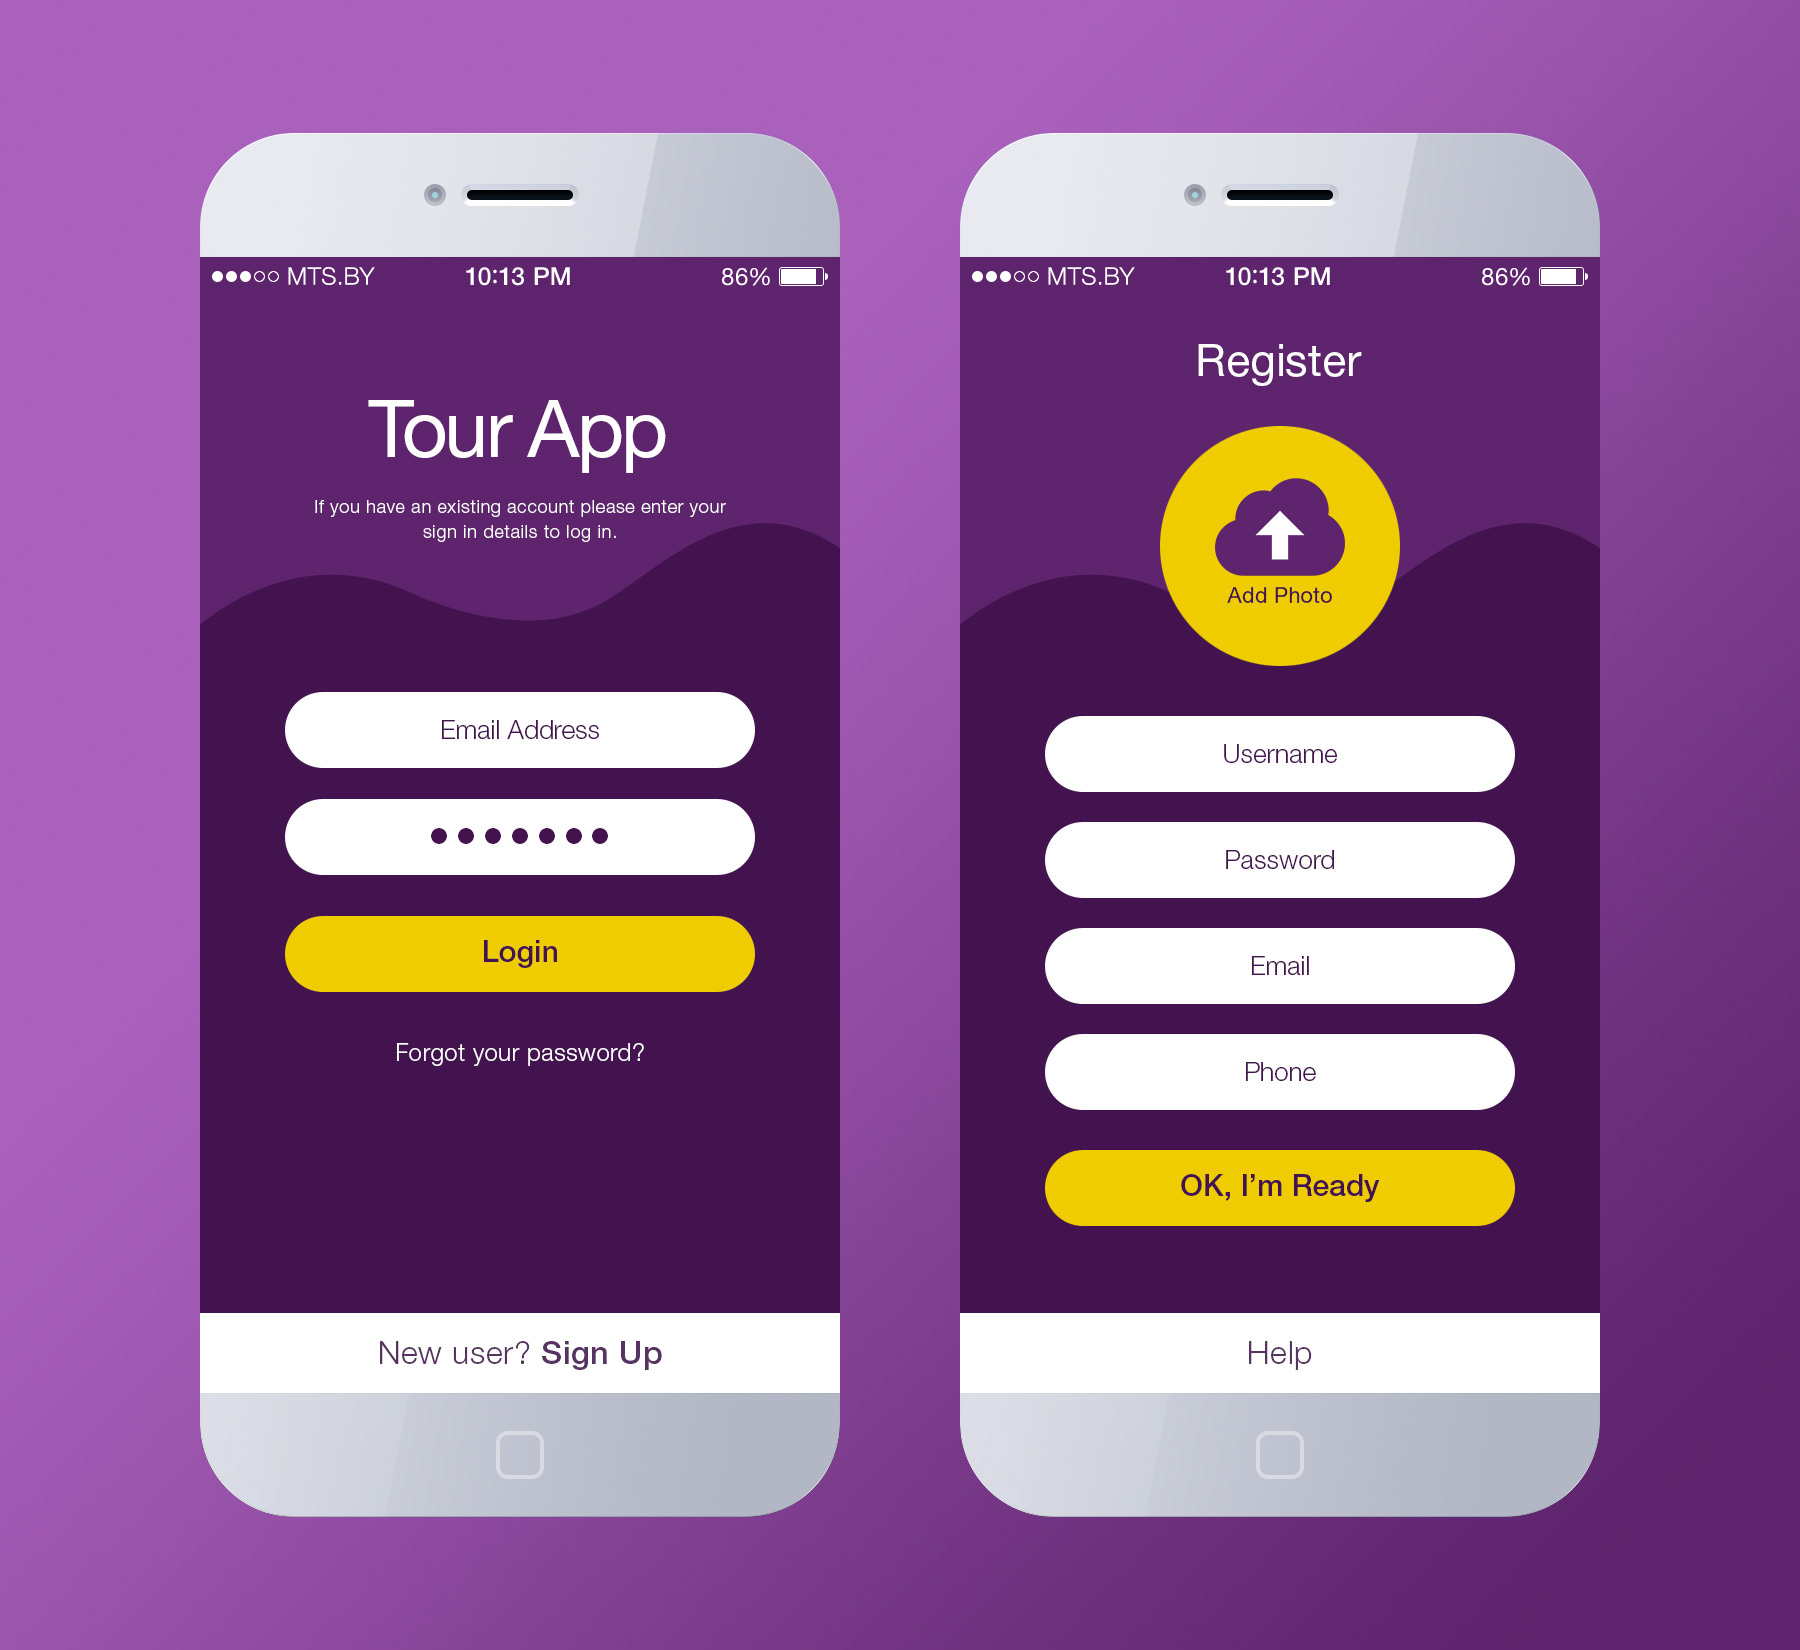 MTS.BY 10:13 PM 86%
Tour App
If you have an existing account please enter your
sign in details to log in.
Email Address
Login
Forgot your password?
New user? Sign Up
MTS.BY 10:13 PM 86%
Register
Add Photo
Username
Password
Email
Phone
OK, I’m Ready
Help